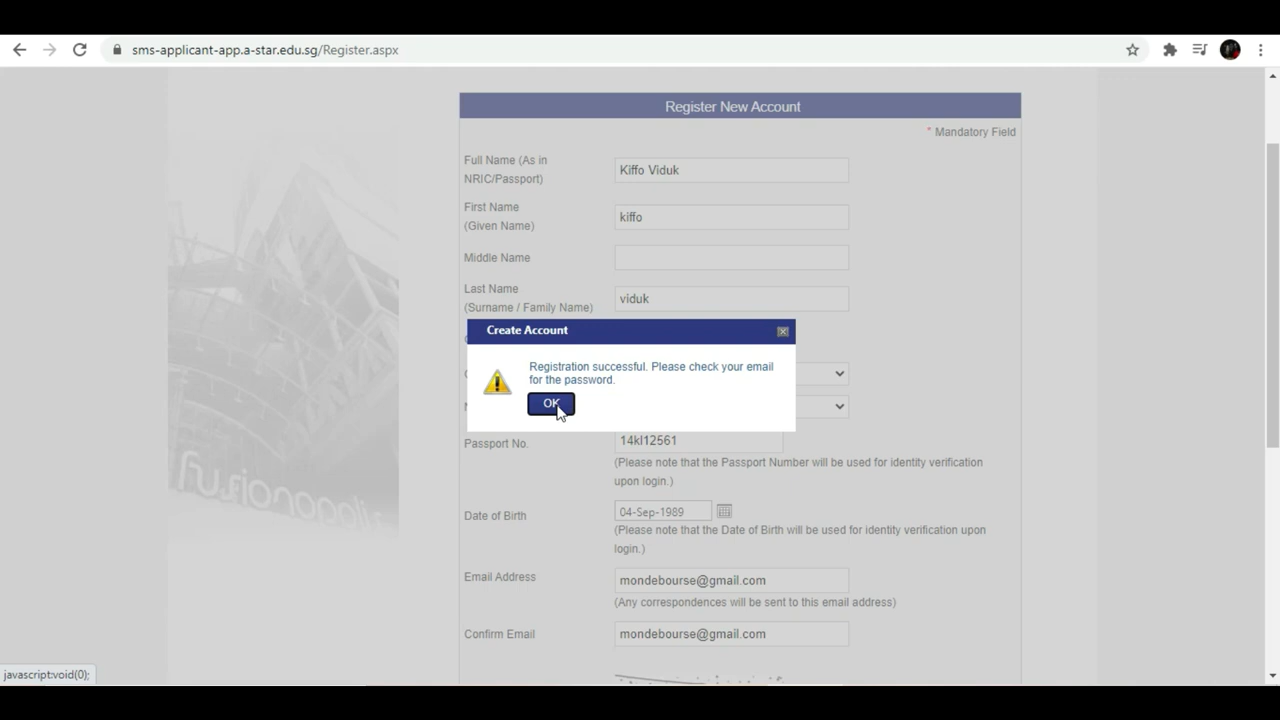 sms-applicant-app.a-star.edu.sg/Register.aspx
Register New Account
* Mandatory Field
Full Name (As in
NRIC/Passport)
Kiffo Viduk
First Name
(Given Name)
kiffo
Middle Name
Last Name
(Surname / Family Name)
viduk
Create Account
Registration successful. Please check your email
for the password.
OK
Passport No.
14kl12561
(Please note that the Passport Number will be used for identity verification
upon login.)
Date of Birth
04-Sep-1989
(Please note that the Date of Birth will be used for identity verification upon
login.)
Email Address
mondebourse@gmail.com
(Any correspondences will be sent to this email address)
Confirm Email
mondebourse@gmail.com
javascript:void(0);